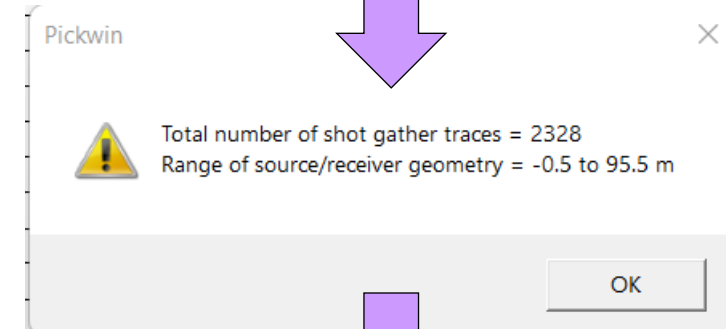 Pickwin
Total number of shot gather traces = 2328
Range of source/receiver geometry = -0.5 to 95.5 m
OK